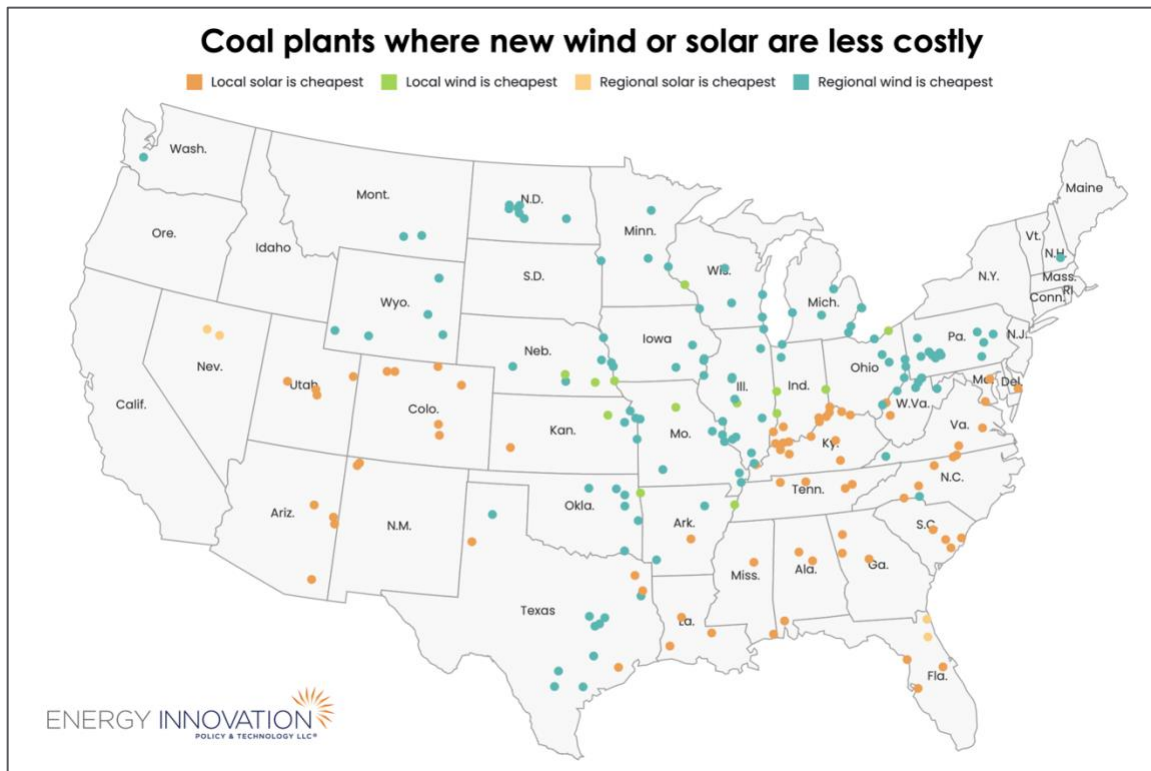 Coal plants where new wind or solar are less costly
Local solar is cheapest Local wind is cheapest Regional solar is cheapest Regional wind is cheapest
Wash.
Maine
Mont.
N.D.
Vt.
Minn.
Ore.
N.H.
Idaho
Wis.
S.D.
N.Y.
Mass.
RI
Conn.
Wyo.
Mich.
Iowa
Pa.
N.J.
Neb.
Nev.
Ohio
Utah
Ill.
Ind.
Md.
Del.
Calif.
Colo.
W.Va.
Kan.
Mo.
Va.
Ky.
N.C.
Tenn.
Okla.
Ariz.
N.M.
Ark.
S.C.
Miss.
Ala.
Ga.
Texas
La.
Fla.
ENERGY INNOVATION
POLICY & TECHNOLOGY LLC®